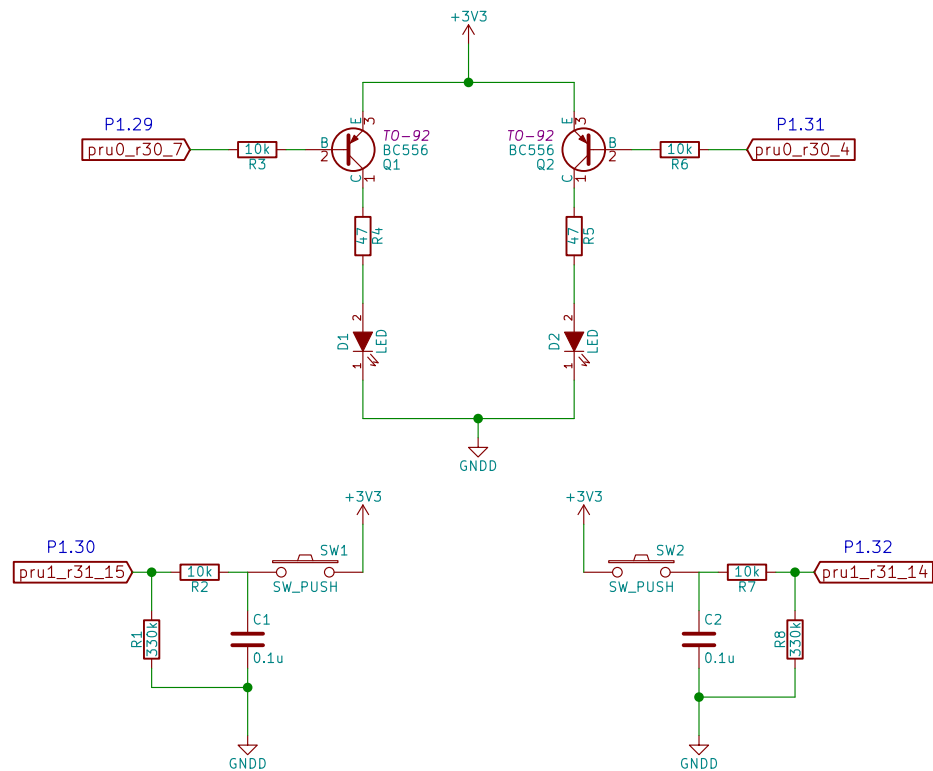 +3V3
P1.29
pru0_r30_7
10k
R3
B
2
E
3
C
1
TO-92
BC556
Q1
47
R4
2
D1
LED
1
TO-92
BC556
Q2
E
3
B
2
C
1
10k
R6
P1.31
pru0_r30_4
47
R5
2
D2
LED
1
GNDD
P1.30
pru1_r31_15
10k
R2
SW1
SW_PUSH
+3V3
R1
330k
C1
0.1u
GNDD
+3V3
SW2
SW_PUSH
10k
R7
P1.32
pru1_r31_14
C2
0.1u
R8
330k
GNDD